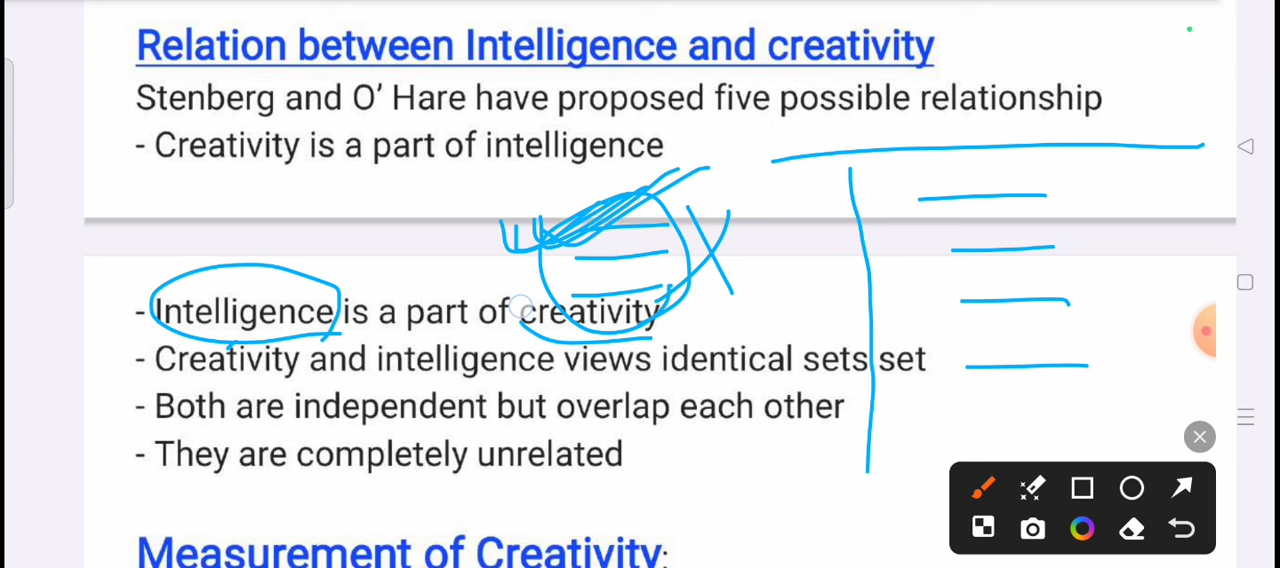 Relation between Intelligence and creativity
Stenberg and O' Hare have proposed five possible relationship
- Creativity is a part of intelligence
- Intelligence is a part of creativity
- Creativity and intelligence views identical sets set
- Both are independent but overlap each other
- They are completely unrelated
Measurement of Creativity: